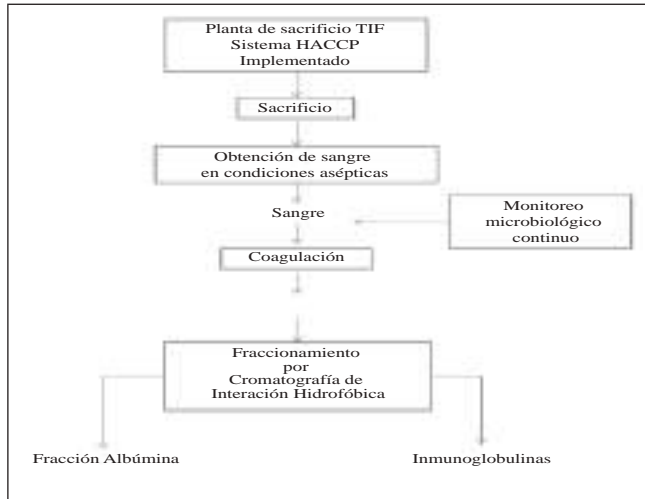 Planta de sacrificio TIF
Sistema HACCP
Implementado
Sacrificio
Obtención de sangre
en condiciones asépticas
Sangre
Monitoreo
microbiológico
continuo
Coagulación
Fraccionamiento
por
Cromatografía de
Interación Hidrofóbica
Fracción Albúmina
Inmunoglobulinas